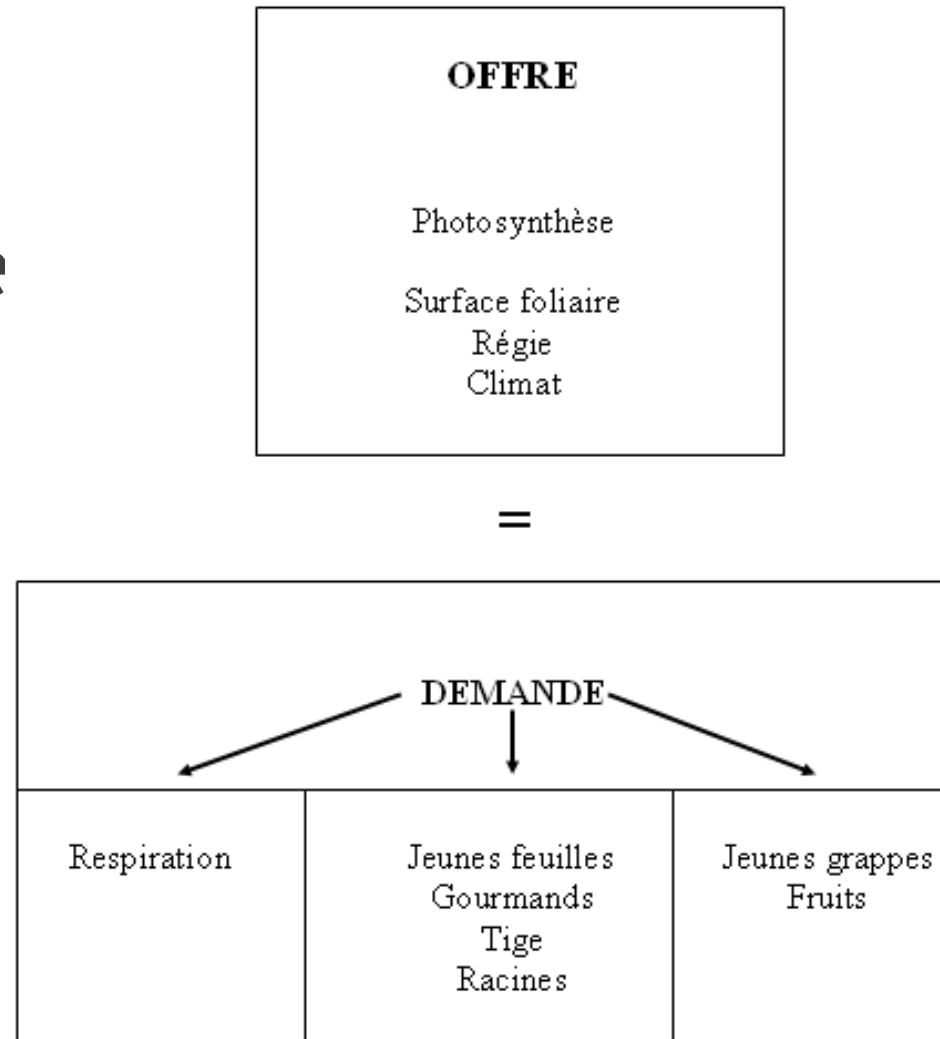 OFFRE
Photosynthèse
Surface foliaire
Régie
Climat
=
DEMANDE
Respiration
Jeunes feuilles
Gourmands
Tige
Racines
Jeunes grappes
Fruits